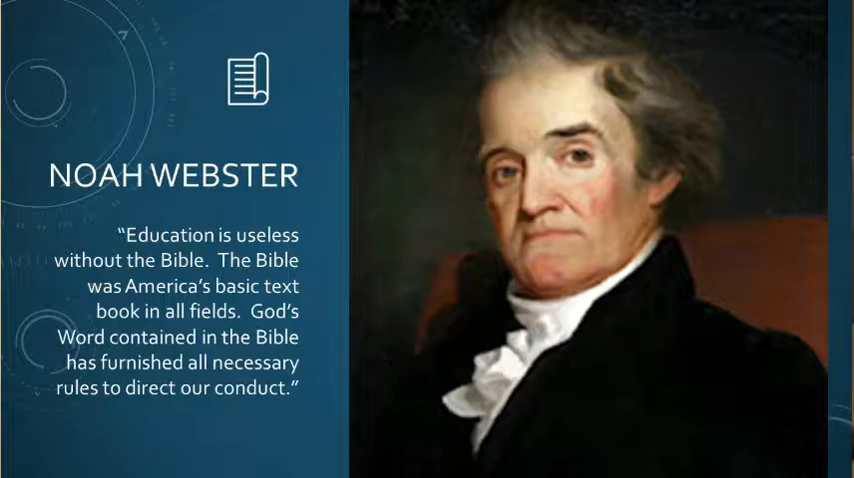 NOAH WEBSTER
“Education is useless
without the Bible.  The Bible
was America’s basic text
book in all fields.  God’s
Word contained in the Bible
has furnished all necessary
rules to direct our conduct.”